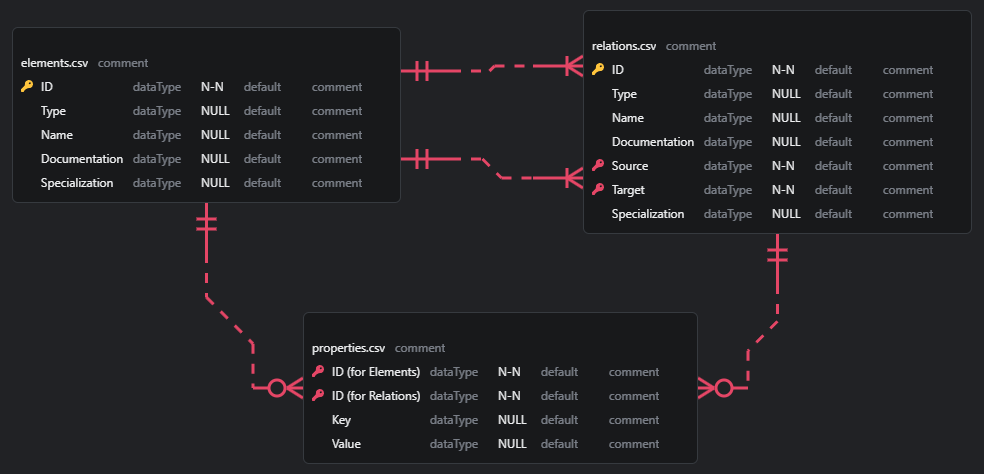 elements.csv comment
ID dataType N-N default comment
Type dataType NULL default comment
Name dataType NULL default comment
Documentation dataType NULL default comment
Specialization dataType NULL default comment
relations.csv comment
ID dataType N-N default comment
Type dataType NULL default comment
Name dataType NULL default comment
Documentation dataType NULL default comment
Source dataType N-N default comment
Target dataType N-N default comment
Specialization dataType NULL default comment
properties.csv comment
ID (for Elements) dataType N-N default comment
ID (for Relations) dataType N-N default comment
Key dataType NULL default comment
Value dataType NULL default comment